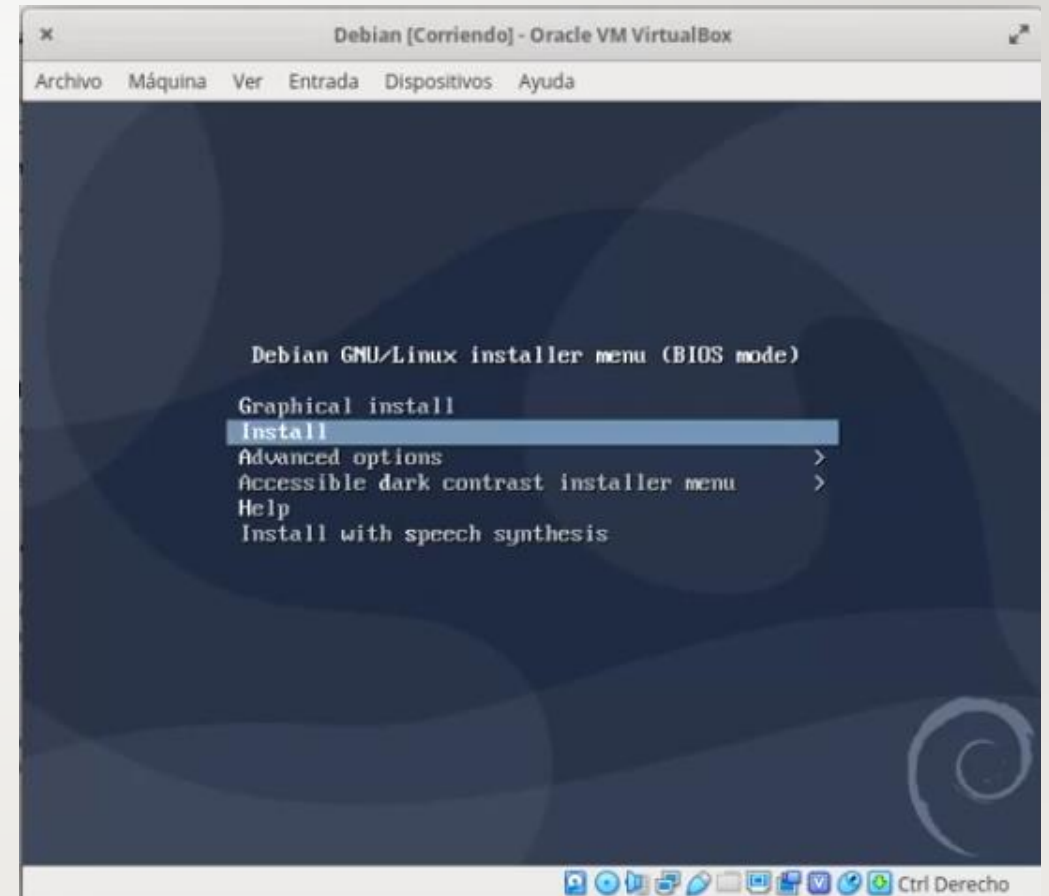 Debian [Corriendo] - Oracle VM VirtualBox
Archivo Máquina Ver Entrada Dispositivos Ayuda
Debian GNU/Linux installer menu (BIOS mode)
Graphical install
Install
Advanced options >
Accessible dark contrast installer menu >
Help
Install with speech synthesis
Ctrl Derecho